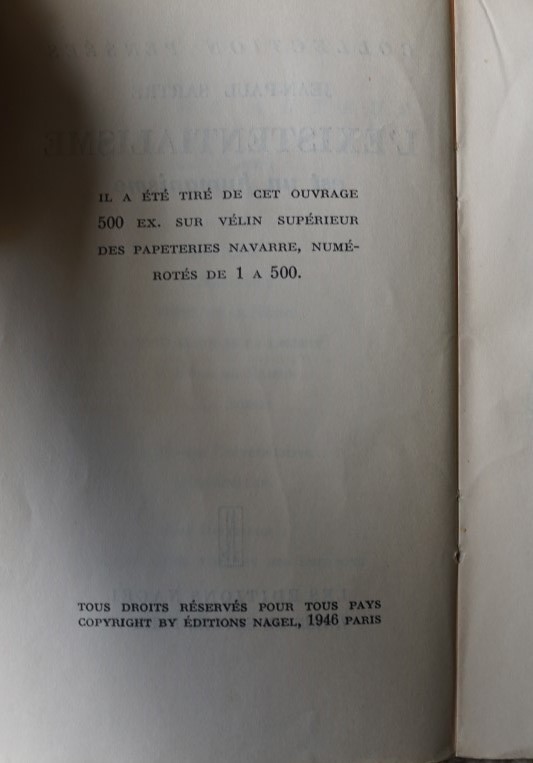 IL A ÉTÉ TIRÉ DE CET OUVRAGE
500 EX. SUR VÉLIN SUPÉRIEUR
DES PAPETERIES NAVARRE, NUMÉ-
ROTÉS DE 1 A 500.
TOUS DROITS RÉSERVÉS POUR TOUS PAYS
COPYRIGHT BY ÉDITIONS NAGEL, 1946 PARIS